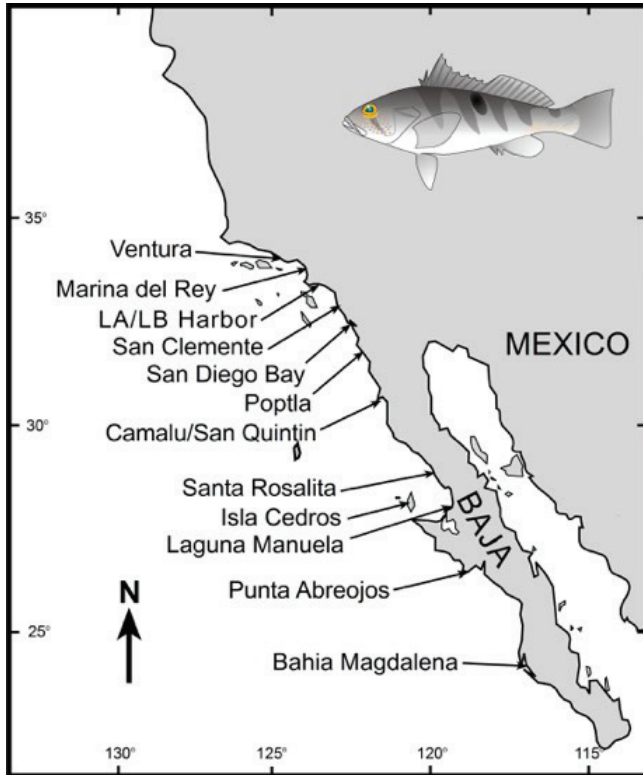 35°
Ventura
Marina del Rey
LA/LB Harbor
San Clemente
MEXICO
San Diego Bay
Poptla
30°
Camalu/San Quintin
Santa Rosalita
Isla Cedros
BAJA
Laguna Manuela
Punta Abreojos
N
25°
Bahia Magdalena
130° 125° 120° 115°